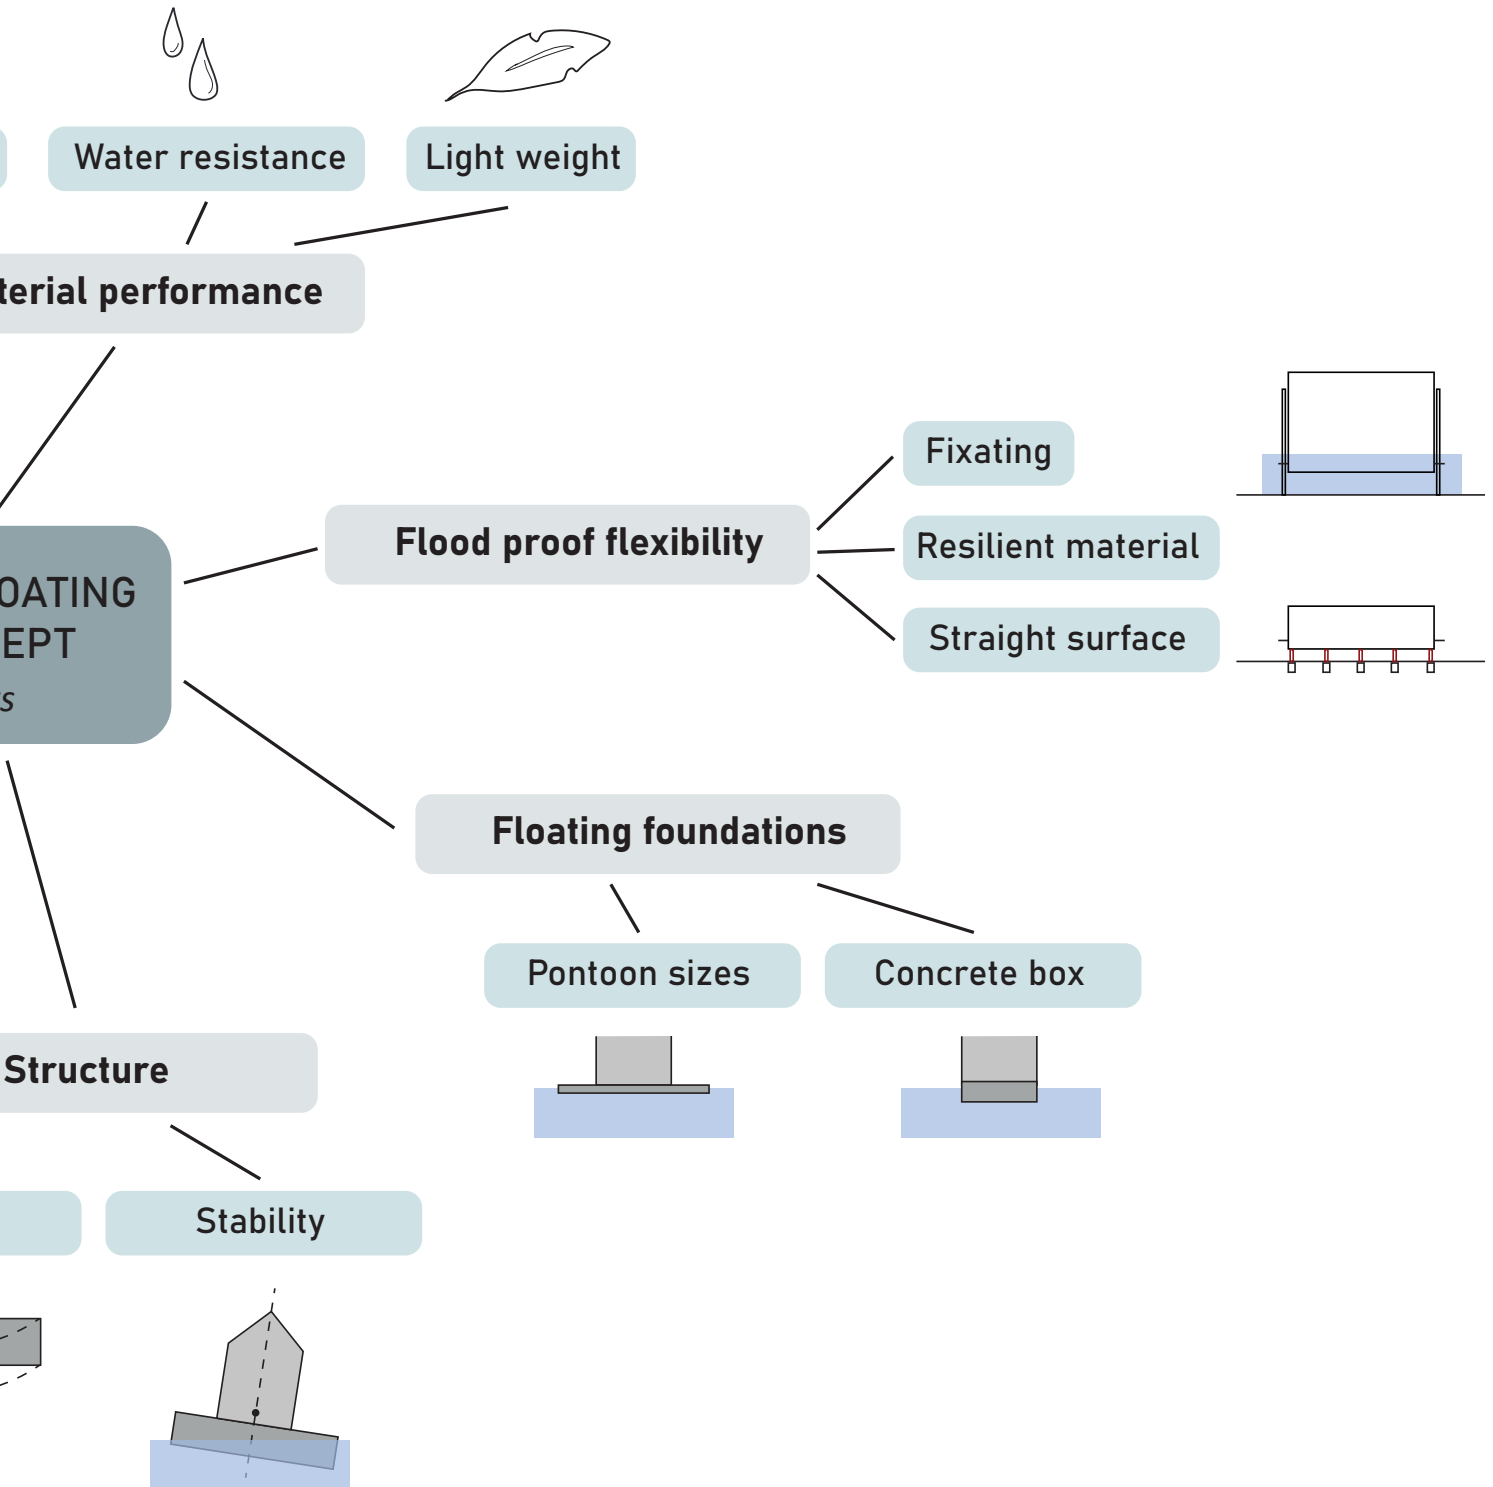 Water resistance
Light weight
terial performance
Fixating
Flood proof flexibility
Resilient material
OATING
EPT
Straight surface
s
Floating foundations
Pontoon sizes
Concrete box
Structure
Stability